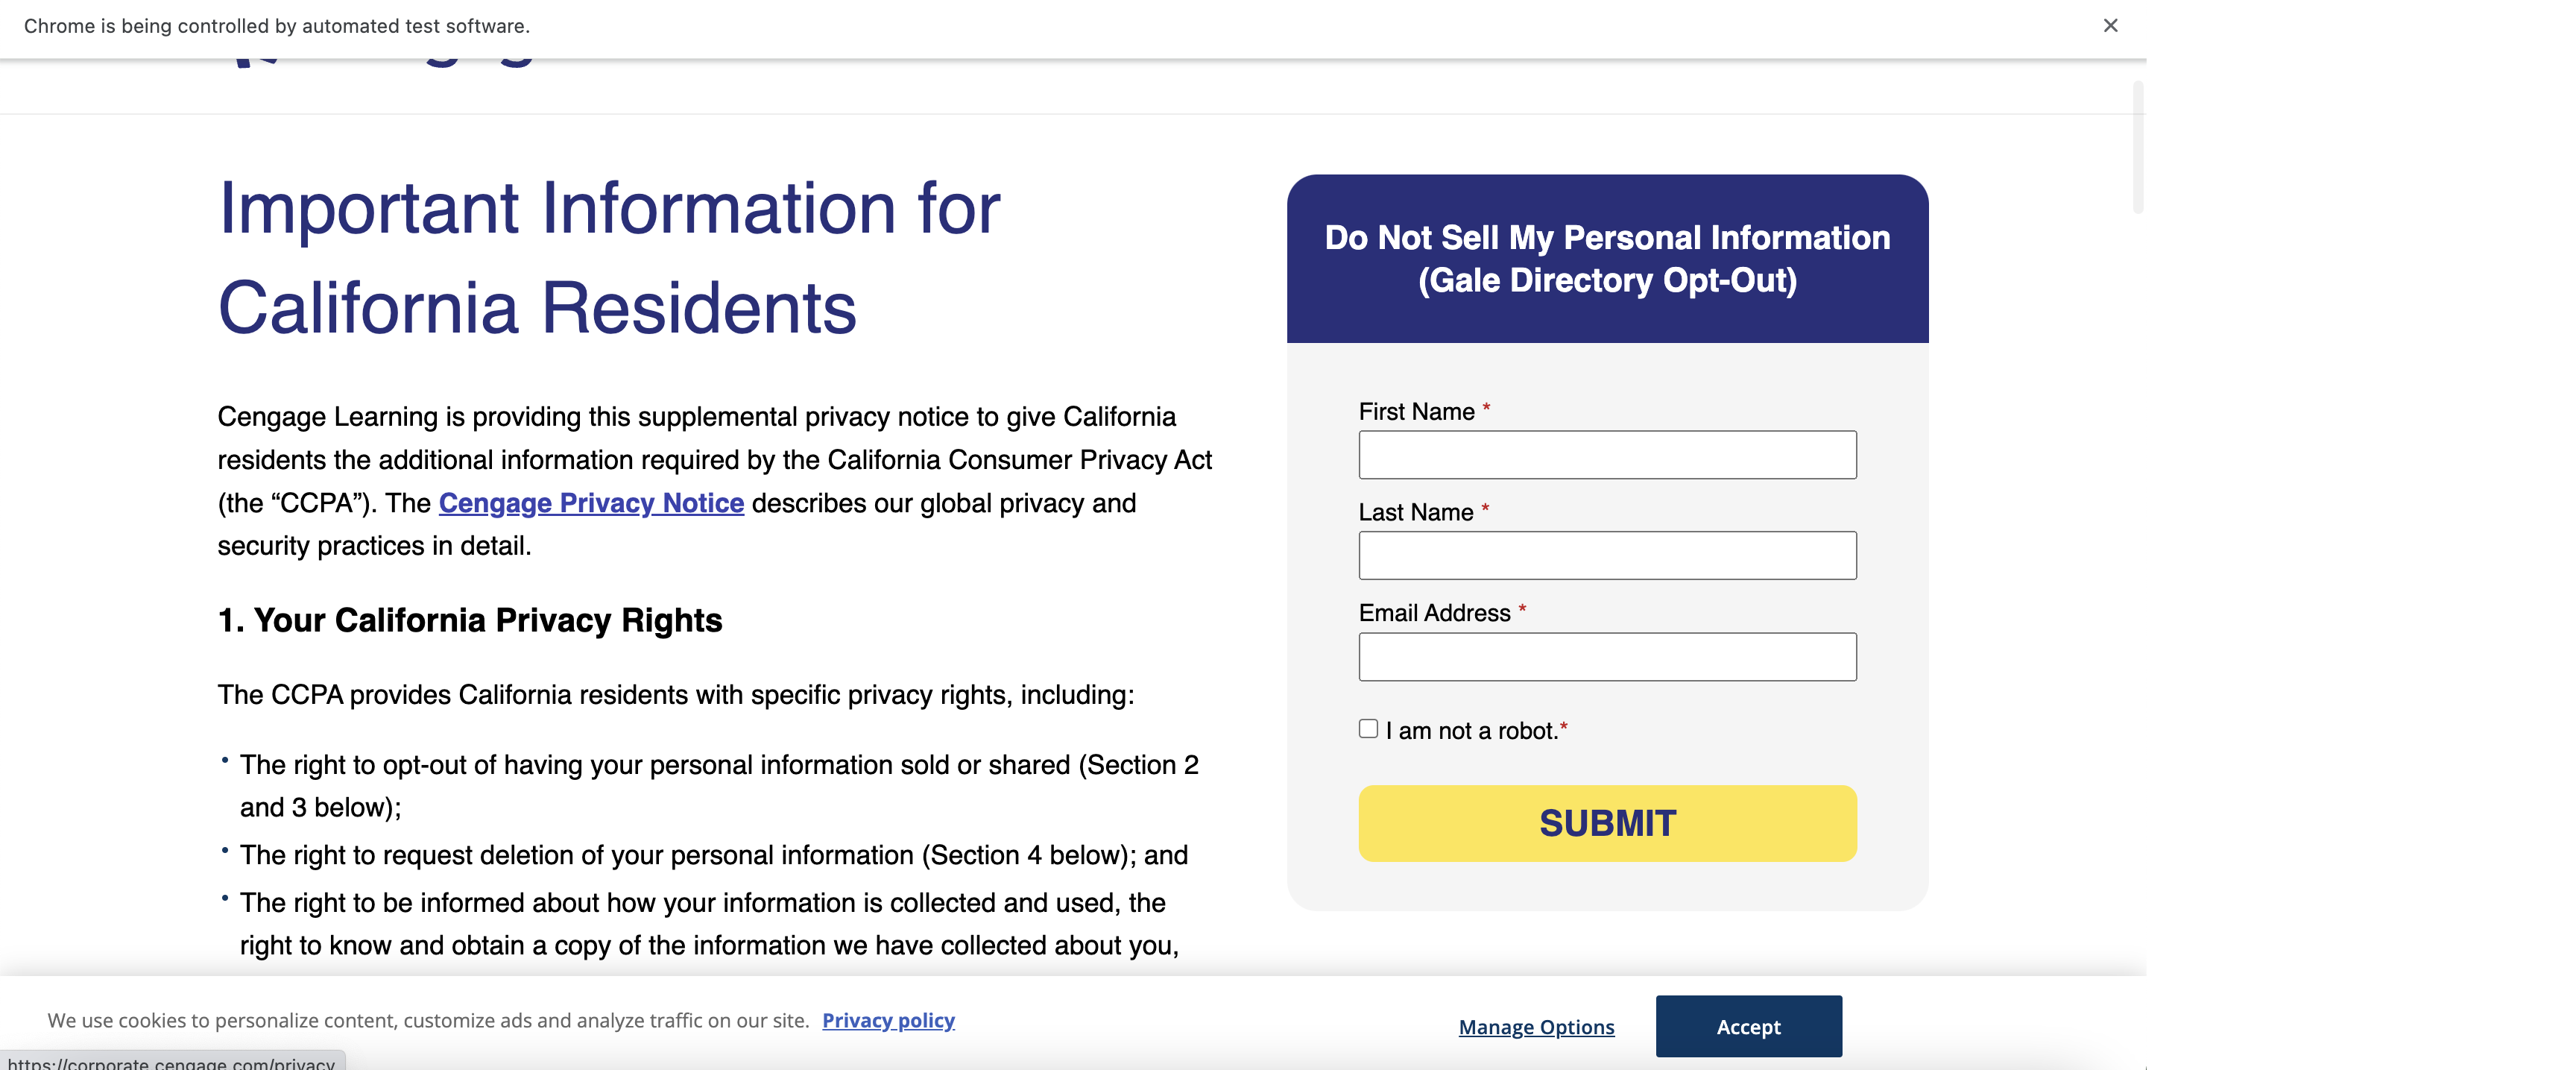 Chrome is being controlled by automated test software.
Important Information for
California Residents
Cengage Learning is providing this supplemental privacy notice to give California
residents the additional information required by the California Consumer Privacy Act
(the “CCPA”). The Cengage Privacy Notice describes our global privacy and
security practices in detail.
1. Your California Privacy Rights
The CCPA provides California residents with specific privacy rights, including:
• The right to opt-out of having your personal information sold or shared (Section 2
and 3 below);
• The right to request deletion of your personal information (Section 4 below); and
• The right to be informed about how your information is collected and used, the
right to know and obtain a copy of the information we have collected about you,
Do Not Sell My Personal Information
(Gale Directory Opt-Out)
First Name *
Last Name *
Email Address *
I am not a robot.*
SUBMIT
We use cookies to personalize content, customize ads and analyze traffic on our site. Privacy policy
Manage Options
Accept
https://corporate.cengage.com/privacy